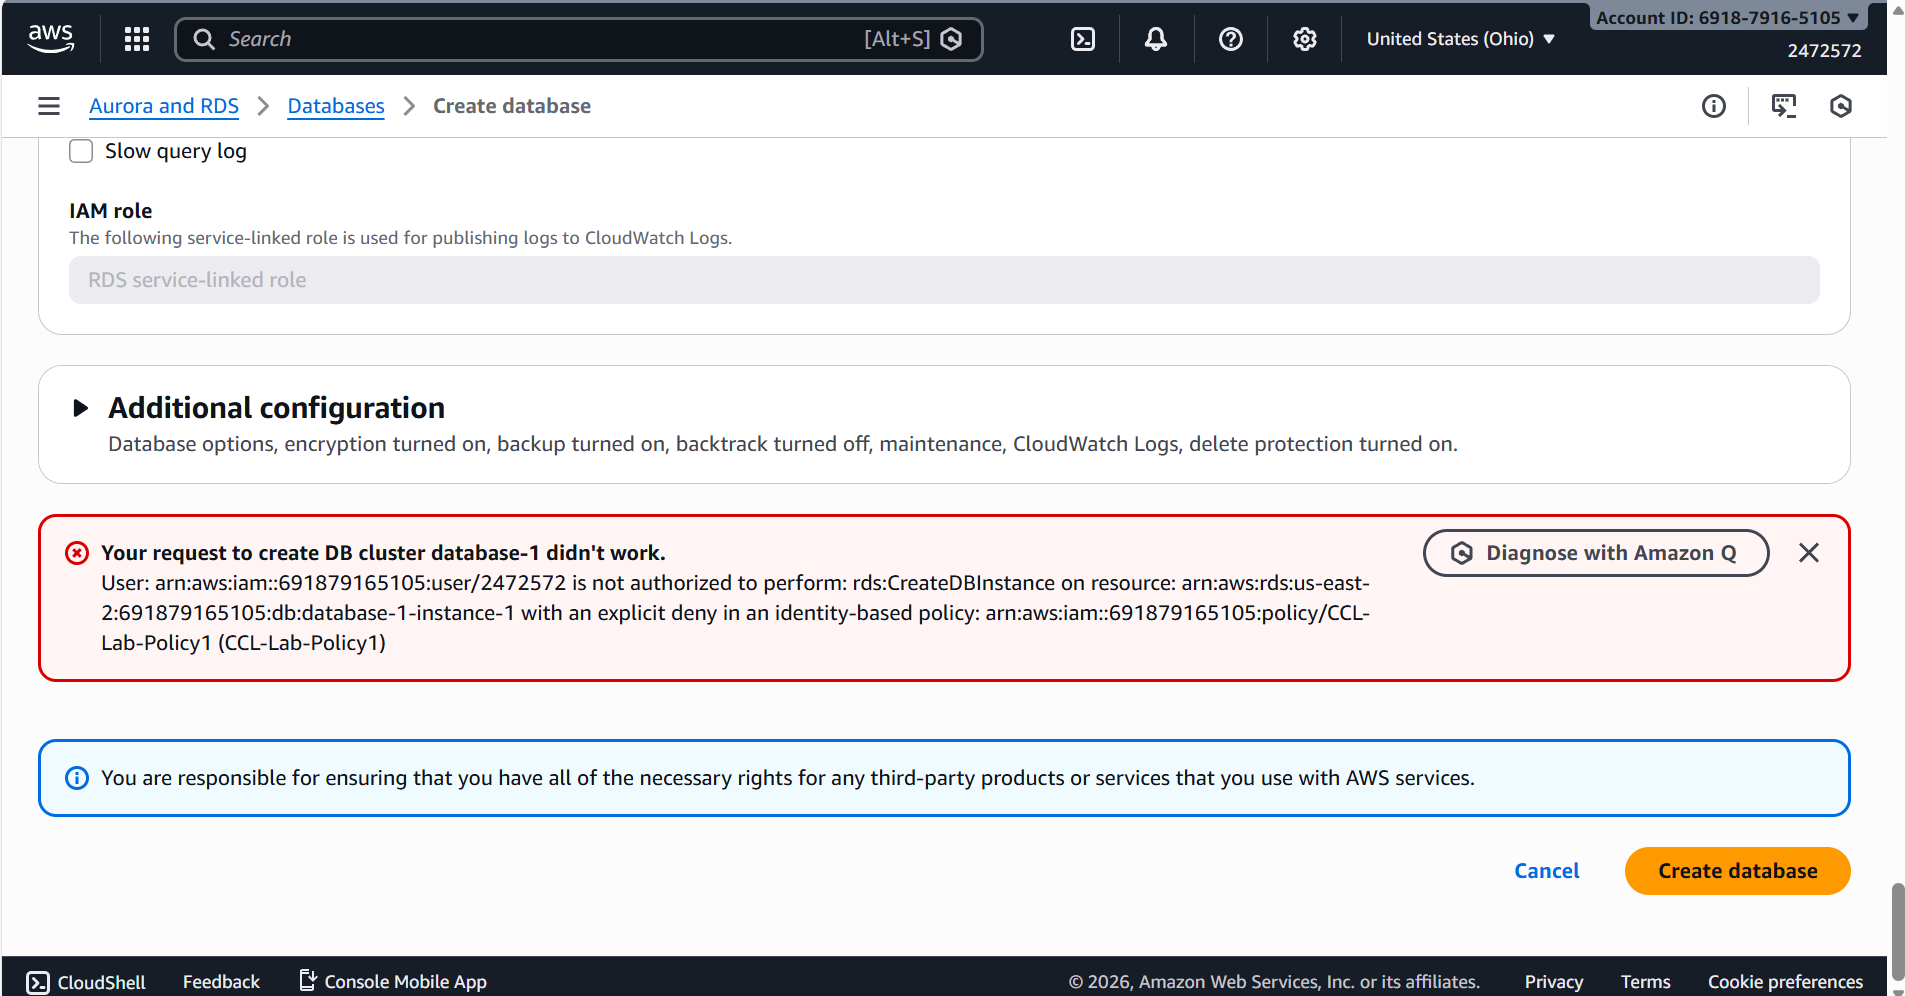 aws
Search
[Alt+S]
United States (Ohio)
Account ID: 6918-7916-5105
2472572
Aurora and RDS
Databases
Create database
Slow query log
IAM role
The following service-linked role is used for publishing logs to CloudWatch Logs.
RDS service-linked role
Additional configuration
Database options, encryption turned on, backup turned on, backtrack turned off, maintenance, CloudWatch Logs, delete protection turned on.
Your request to create DB cluster database-1 didn't work.
User: arn:aws:iam::691879165105:user/2472572 is not authorized to perform: rds:CreateDBInstance on resource: arn:aws:rds:us-east-
2:691879165105:db:database-1-instance-1 with an explicit deny in an identity-based policy: arn:aws:iam::691879165105:policy/CCL-
Lab-Policy1 (CCL-Lab-Policy1)
Diagnose with Amazon Q
You are responsible for ensuring that you have all of the necessary rights for any third-party products or services that you use with AWS services.
Cancel
Create database
CloudShell
Feedback
Console Mobile App
© 2026, Amazon Web Services, Inc. or its affiliates.
Privacy
Terms
Cookie preferences